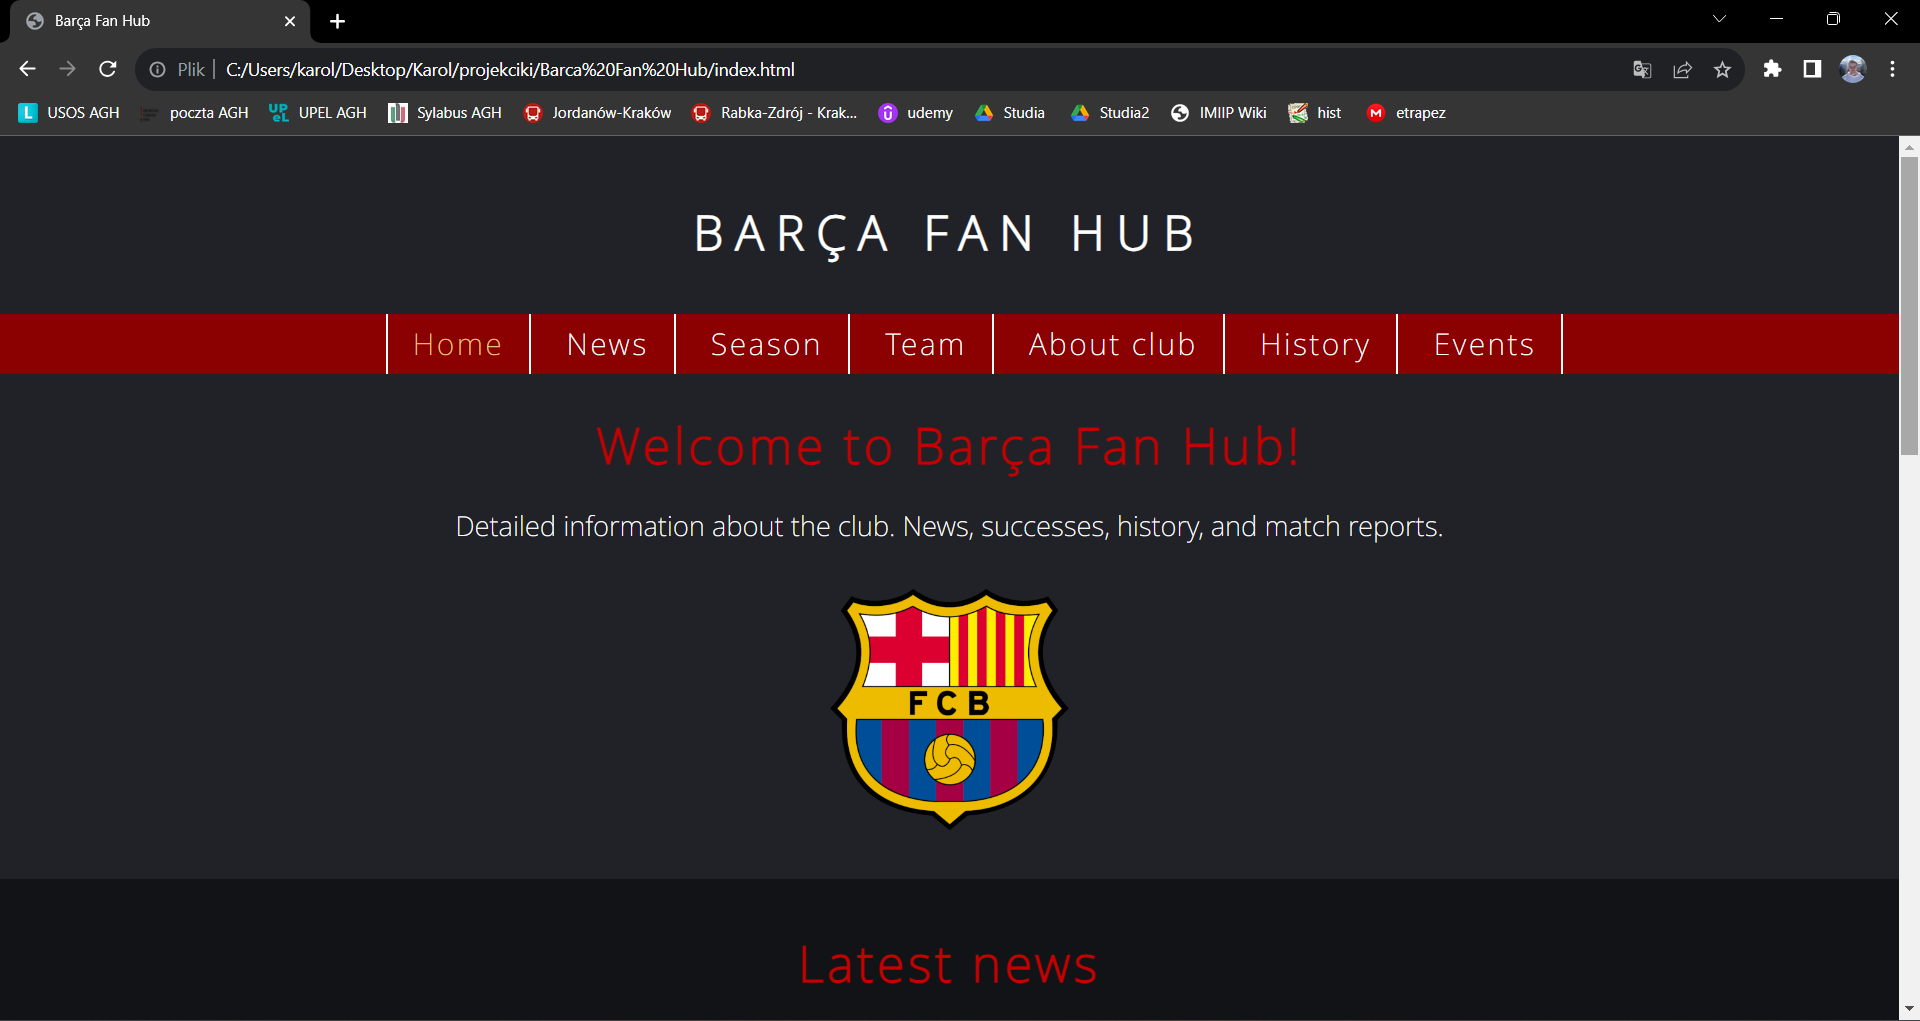 Barça Fan Hub
Plik C:/Users/karol/Desktop/Karol/projekciki/Barca%20Fan%20Hub/index.html
L USOS AGH poczta AGH UPeL UPEL AGH Sylabus AGH Jordanów-Kraków Rabka-Zdrój - Krak... û udemy Studia Studia2 IMIIP Wiki hist M etrapez
BARÇA FAN HUB
Home News Season Team About club History Events
Welcome to Barça Fan Hub!
Detailed information about the club. News, successes, history, and match reports.
FCB
Latest news